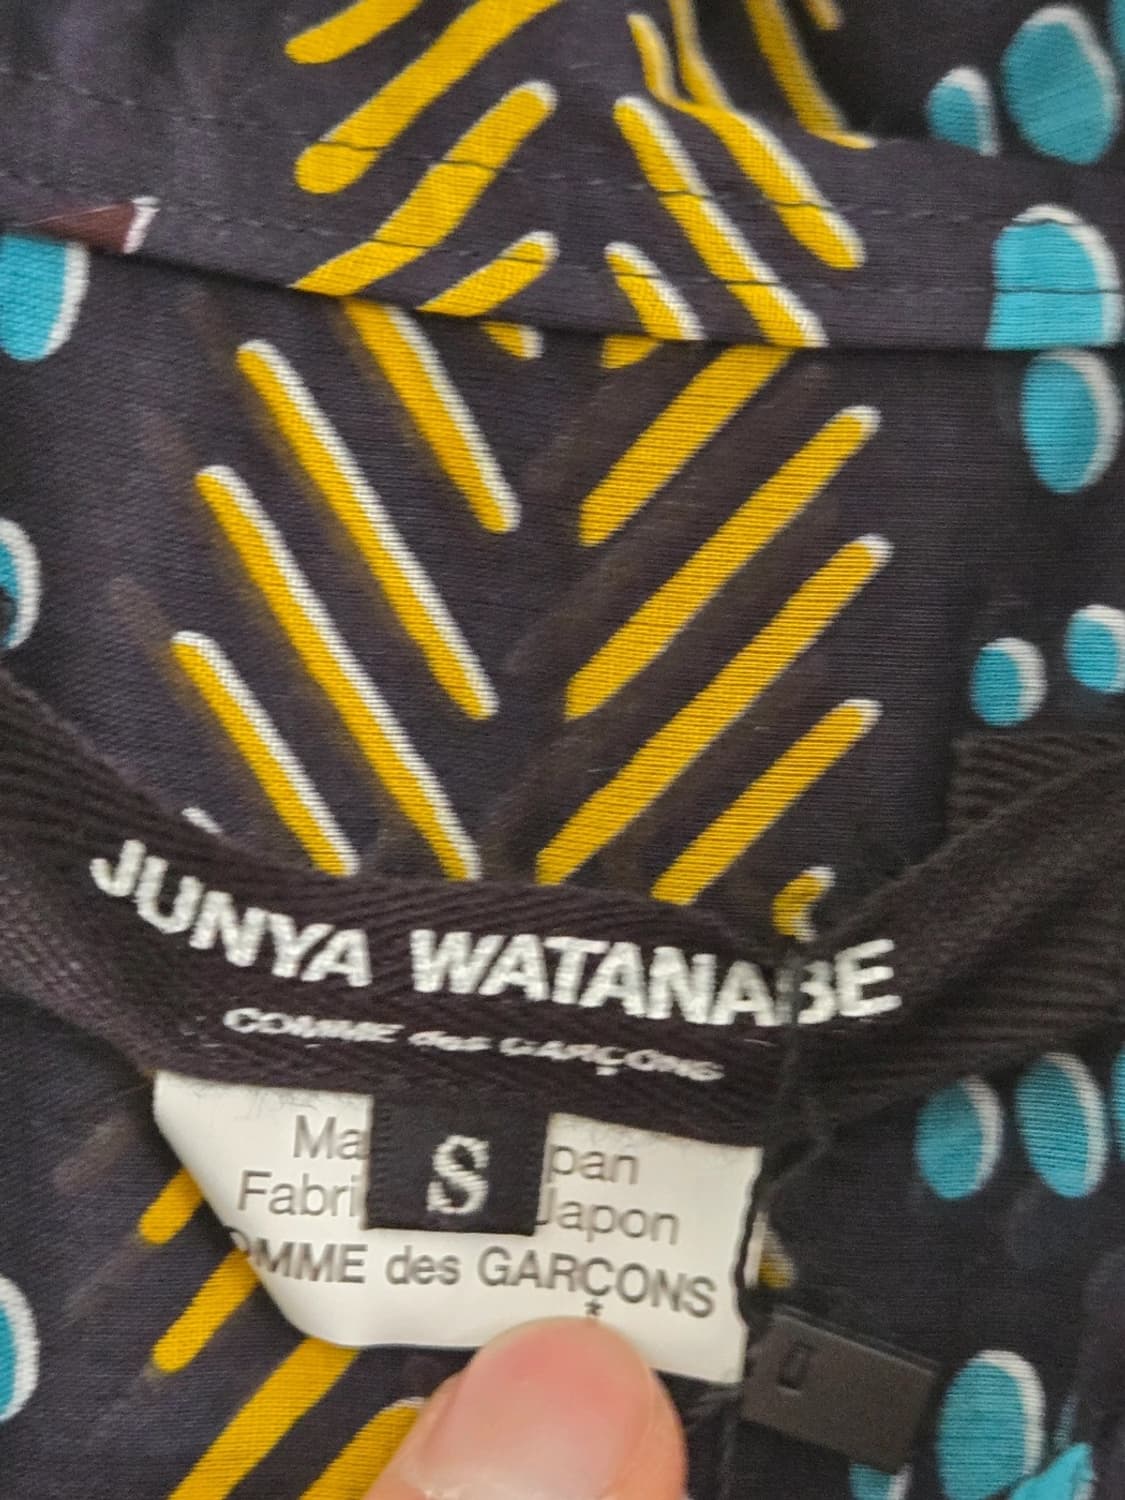 JUNYA WATANABE
COMME des GARÇONS
S
Ma pan
Fabri Japon
OMME des GARÇONS
*